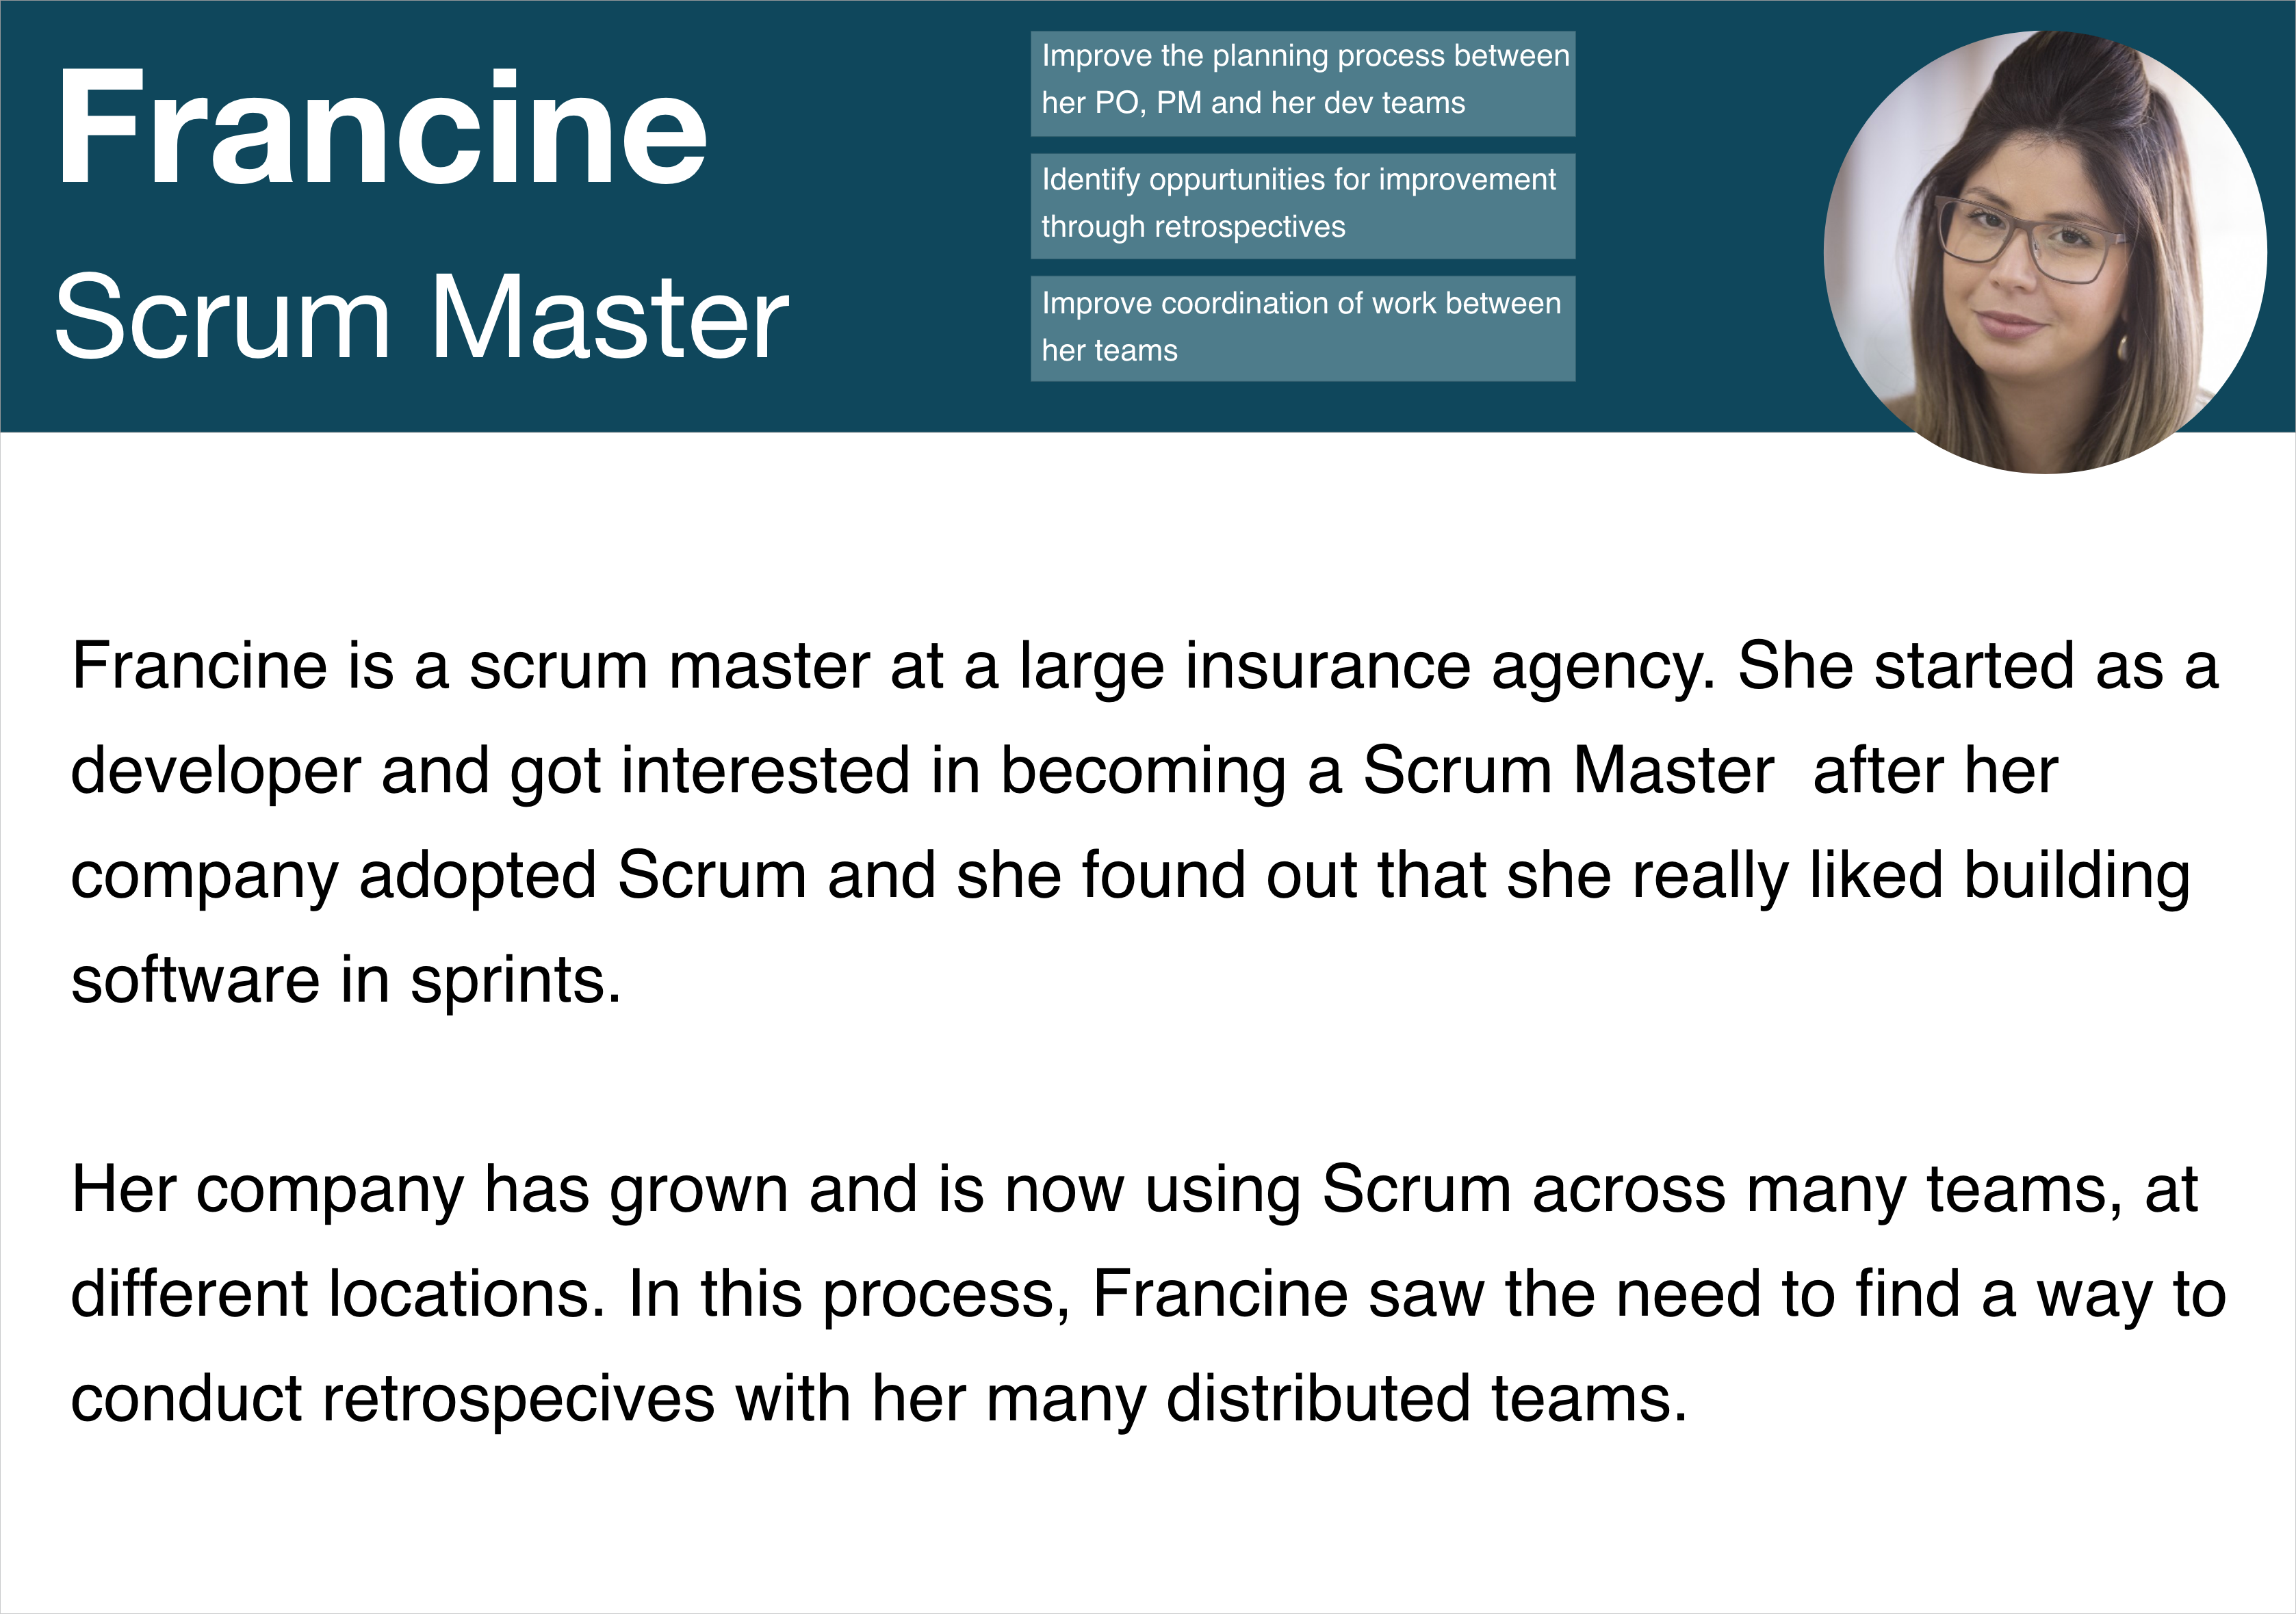 Francine
Scrum Master
Improve the planning process between
her PO, PM and her dev teams
Identify oppurtunities for improvement
through retrospectives
Improve coordination of work between
her teams
Francine is a scrum master at a large insurance agency. She started as a
developer and got interested in becoming a Scrum Master  after her
company adopted Scrum and she found out that she really liked building
software in sprints.
Her company has grown and is now using Scrum across many teams, at
different locations. In this process, Francine saw the need to find a way to
conduct retrospecives with her many distributed teams.